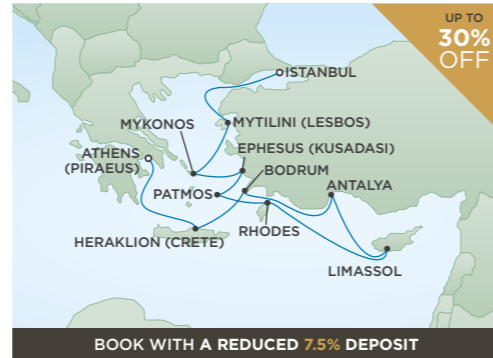 UP TO
30%
OFF
ISTANBUL
MYKONOS
MYTILINI (LESBOS)
ATHENS
(PIRAEUS)
EPHESUS (KUSADASI)
BODRUM
PATMOS
ANTALYA
HERAKLION (CRETE)
RHODES
LIMASSOL
BOOK WITH A REDUCED 7.5% DEPOSIT